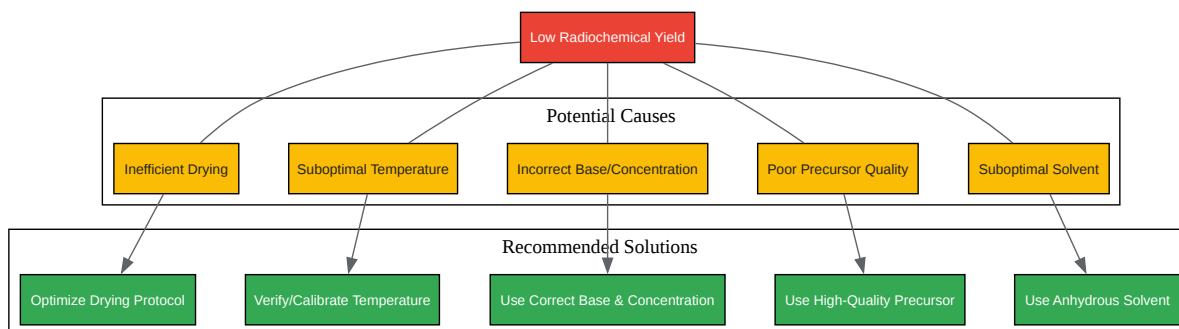 Low Radiochemical Yield
Potential Causes
Inefficient Drying
Suboptimal Temperature
Incorrect Base/Concentration
Poor Precursor Quality
Suboptimal Solvent
Recommended Solutions
Optimize Drying Protocol
Verify/Calibrate Temperature
Use Correct Base & Concentration
Use High-Quality Precursor
Use Anhydrous Solvent